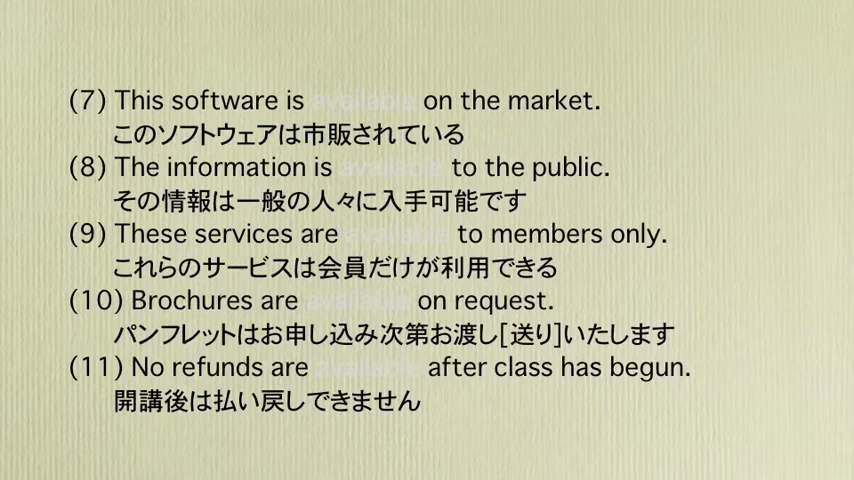 (7) This software is available on the market.
このソフトウェアは市販されている
(8) The information is available to the public.
その情報は一般の人々に入手可能です
(9) These services are available to members only.
これらのサービスは会員だけが利用できる
(10) Brochures are available on request.
パンフレットはお申し込み次第お渡し[送り]いたします
(11) No refunds are available after class has begun.
開講後は払い戻しできません